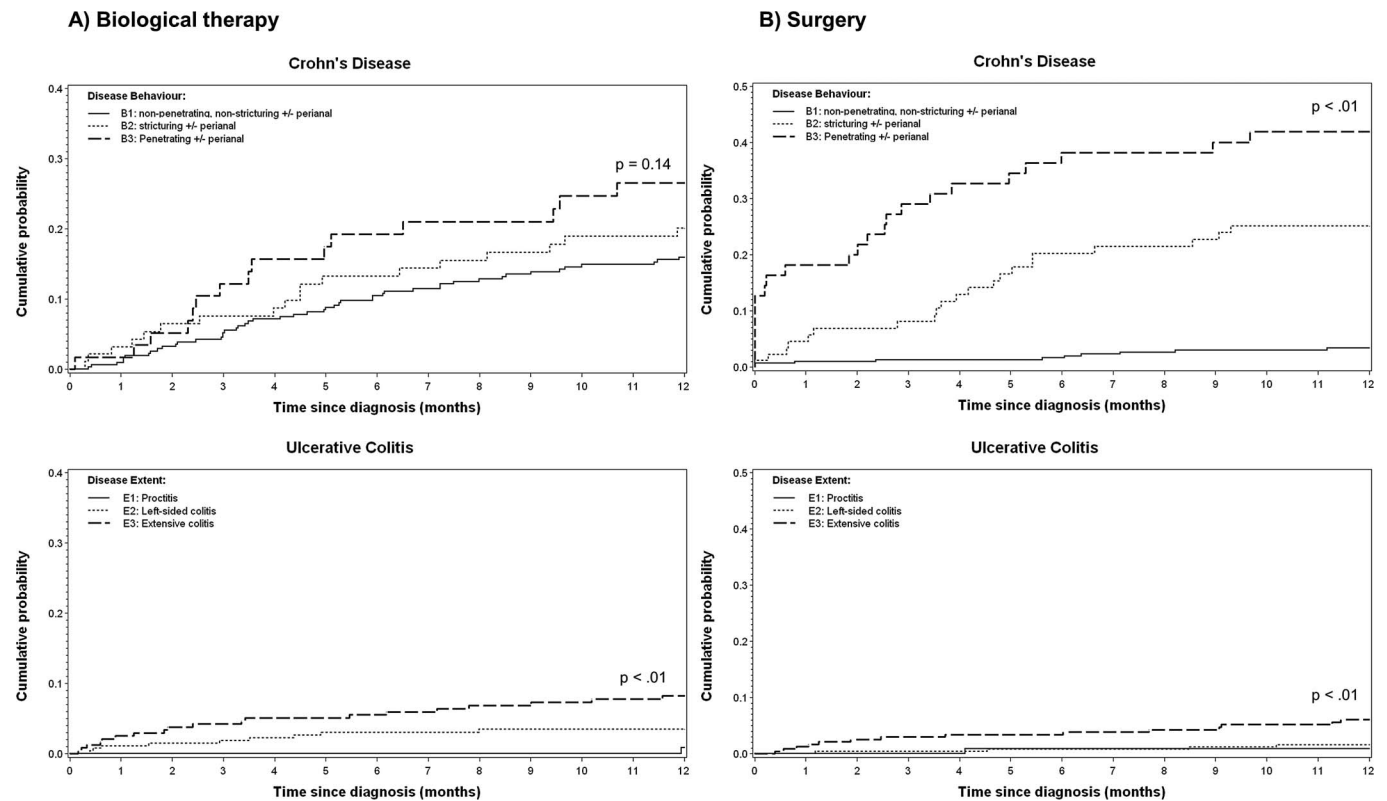 A) Biological therapy
Crohn's Disease
0.4
0.3
0.2
0.1
0.0
Cumulative probability
Disease Behaviour:
B1: non-penetrating, non-stricturing +/- perianal
B2: stricturing +/- perianal
B3: Penetrating +/- perianal
p = 0.14
0 1 2 3 4 5 6 7 8 9 10 11 12
Time since diagnosis (months)
Ulcerative Colitis
0.4
0.3
0.2
0.1
0.0
Cumulative probability
Disease Extent:
E1: Proctitis
E2: Left-sided colitis
E3: Extensive colitis
p < .01
0 1 2 3 4 5 6 7 8 9 10 11 12
Time since diagnosis (months)
B) Surgery
Crohn's Disease
0.5
0.4
0.3
0.2
0.1
0.0
Cumulative probability
Disease Behaviour:
B1: non-penetrating, non-stricturing +/- perianal
B2: stricturing +/- perianal
B3: Penetrating +/- perianal
p < .01
0 1 2 3 4 5 6 7 8 9 10 11 12
Time since diagnosis (months)
Ulcerative Colitis
0.5
0.4
0.3
0.2
0.1
0.0
Cumulative probability
Disease Extent:
E1: Proctitis
E2: Left-sided colitis
E3: Extensive colitis
p < .01
0 1 2 3 4 5 6 7 8 9 10 11 12
Time since diagnosis (months)